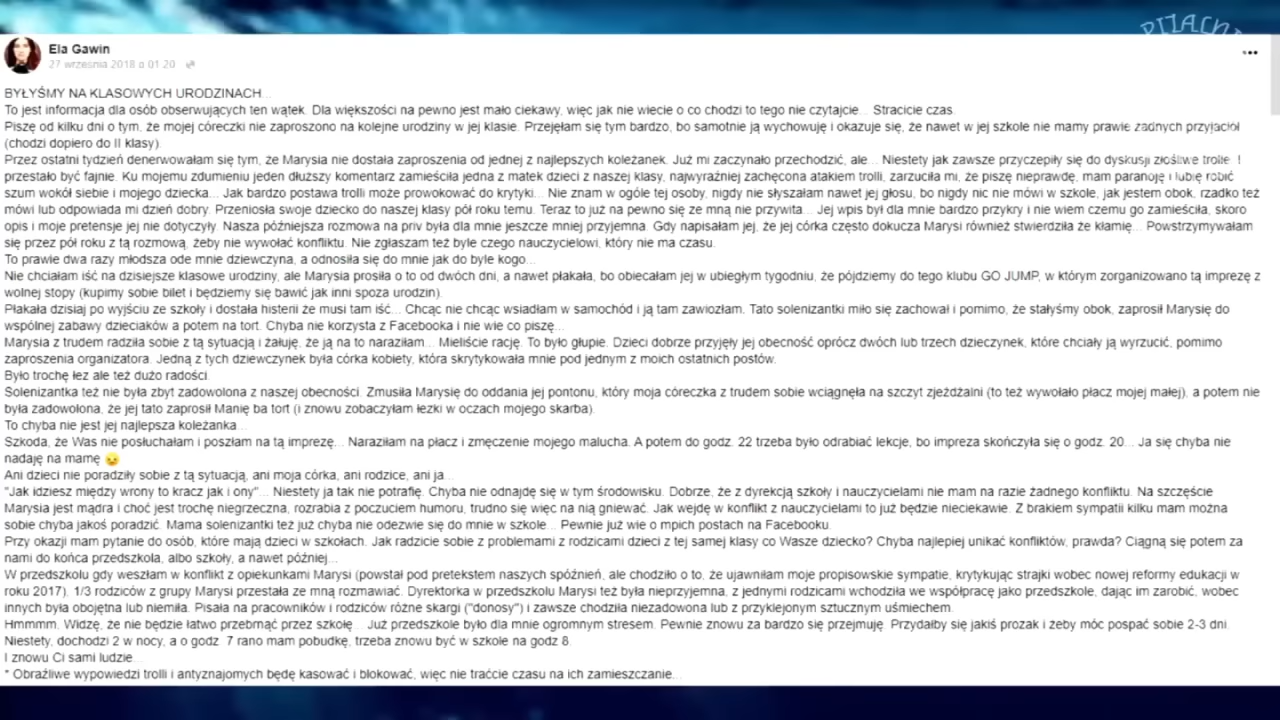 PIJACN
Ela Gawin
27 września 2018 o 01:20
BYŁYŚMY NA KLASOWYCH URODZINACH...
To jest informacja dla osób obserwujących ten wątek. Dla większości na pewno jest mało ciekawy, więc jak nie wiecie o co chodzi to tego nie czytajcie... Stracicie czas.
Piszę od kilku dni o tym, że mojej córeczki nie zaproszono na kolejne urodziny w jej klasie. Przejęłam się tym bardzo, bo samotnie ją wychowuję i okazuje się, że nawet w jej szkole nie mamy prawie żadnych przyjaciół
(chodzi dopiero do II klasy).
Przez ostatni tydzień denerwowałam się tym, że Marysia nie dostała zaproszenia od jednej z najlepszych koleżanek. Już mi zaczynało przechodzić, ale... Niestety jak zawsze przyczepiły się do dyskusji złośliwe trolle !
przestało być fajnie. Ku mojemu zdumieniu jeden dłuższy komentarz zamieściła jedna z matek dzieci z naszej klasy, najwyraźniej zachęcona atakiem trolli, zarzuciła mi, że piszę nieprawdę, mam paranoję i lubię robić
szum wokół siebie i mojego dziecka... Jak bardzo postawa trolli może prowokować do krytyki... Nie znam w ogóle tej osoby, nigdy nie słyszałam nawet jej głosu, bo nigdy nic nie mówi w szkole, jak jestem obok, rzadko też
mówi lub odpowiada mi dzień dobry. Przeniosła swoje dziecko do naszej klasy pół roku temu. Teraz to już na pewno się ze mną nie przywita... Jej wpis był dla mnie bardzo przykry i nie wiem czemu go zamieściła, skoro
opis i moje pretensje jej nie dotyczyły. Nasza późniejsza rozmowa na priv była dla mnie jeszcze mniej przyjemna. Gdy napisałam jej, że jej córka często dokucza Marysi również stwierdziła że kłamię... Powstrzymywałam
się przez pół roku z tą rozmową, żeby nie wywołać konfliktu. Nie zgłaszam też byle czego nauczycielowi, który nie ma czasu.
To prawie dwa razy młodsza ode mnie dziewczyna, a odnosiła się do mnie jak do byle kogo...
Nie chciałam iść na dzisiejsze klasowe urodziny, ale Marysia prosiła o to od dwóch dni, a nawet płakała, bo obiecałam jej w ubiegłym tygodniu, że pójdziemy do tego klubu GO JUMP, w którym zorganizowano tą imprezę z
wolnej stopy (kupimy sobie bilet i będziemy się bawić jak inni spoza urodzin).
Płakała dzisiaj po wyjściu ze szkoły i dostała histerii że musi tam iść... Chcąc nie chcąc wsiadłam w samochód i ją tam zawiozłam. Tato solenizantki miło się zachował i pomimo, że stałyśmy obok, zaprosił Marysię do
wspólnej zabawy dzieciaków a potem na tort. Chyba nie korzysta z Facebooka i nie wie co piszę...
Marysia z trudem radziła sobie z tą sytuacją i żałuję, że ją na to naraziłam... Mieliście rację. To było głupie. Dzieci dobrze przyjęły jej obecność oprócz dwóch lub trzech dzieczynek, które chciały ją wyrzucić, pomimo
zaproszenia organizatora. Jedną z tych dziewczynek była córka kobiety, która skrytykowała mnie pod jednym z moich ostatnich postów.
Było trochę łez ale też dużo radości
Solenizantka też nie była zbyt zadowolona z naszej obecności. Zmusiła Marysię do oddania jej pontonu, który moja córeczka z trudem sobie wciągnęła na szczyt zjeżdżalni (to też wywołało płacz mojej małej), a potem nie
była zadowolona, że jej tato zaprosił Manię ba tort (i znowu zobaczyłam łezki w oczach mojego skarba).
To chyba nie jest jej najlepsza koleżanka...
Szkoda, że Was nie posłuchałam i poszłam na tą imprezę... Naraziłam na płacz i zmęczenie mojego malucha. A potem do godz. 22 trzeba było odrabiać lekcje, bo impreza skończyła się o godz. 20... Ja się chyba nie
nadaję na mamę 😟
Ani dzieci nie poradziły sobie z tą sytuacją, ani moja córka, ani rodzice, ani ja...
"Jak idziesz między wrony to kracz jak i ony"... Niestety ja tak nie potrafię. Chyba nie odnajdę się w tym środowisku. Dobrze, że z dyrekcją szkoły i nauczycielami nie mam na razie żadnego konfliktu. Na szczęście
Marysia jest mądra i choć jest trochę niegrzeczna, rozrabia z poczuciem humoru, trudno się więc na nią gniewać. Jak wejdę w konflikt z nauczycielami to już będzie nieciekawie. Z brakiem sympatii kilku mam można
sobie chyba jakoś poradzić. Mama solenizantki też już chyba nie odezwie się do mnie w szkole... Pewnie już wie o mpich postach na Facebooku.
Przy okazji mam pytanie do osób, które mają dzieci w szkołach. Jak radzicie sobie z problemami z rodzicami dzieci z tej samej klasy co Wasze dziecko? Chyba najlepiej unikać konfliktów, prawda? Ciągną się potem za
nami do końca przedszkola, albo szkoły, a nawet później...
W przedszkolu gdy weszłam w konflikt z opiekunkami Marysi (powstał pod pretekstem naszych spóźnień, ale chodziło o to, że ujawniłam moje propisowskie sympatie, krytykując strajki wobec nowej reformy edukacji w
roku 2017), 1/3 rodziców z grupy Marysi przestała ze mną rozmawiać. Dyrektorka w przedszkolu Marysi też była nieprzyjemna, z jednymi rodzicami wchodziła we współpracę jako przedszkole, dając im zarobić, wobec
innych była obojętna lub niemiła. Pisała na pracowników i rodziców różne skargi ("donosy") i zawsze chodziła niezadowona lub z przyklejonym sztucznym uśmiechem.
Hmmmm. Widzę, że nie będzie łatwo przebrnąć przez szkołę... Już przedszkole było dla mnie ogromnym stresem. Pewnie znowu za bardzo się przejmuję. Przydałby się jakiś prozak i żeby móc pospać sobie 2-3 dni.
Niestety, dochodzi 2 w nocy, a o godz. 7 rano mam pobudkę, trzeba znowu być w szkole na godz 8.
I znowu Ci sami ludzie...
* Obraźliwe wypowiedzi trolli i antyznajomych będę kasować i blokować, więc nie traćcie czasu na ich zamieszczanie...